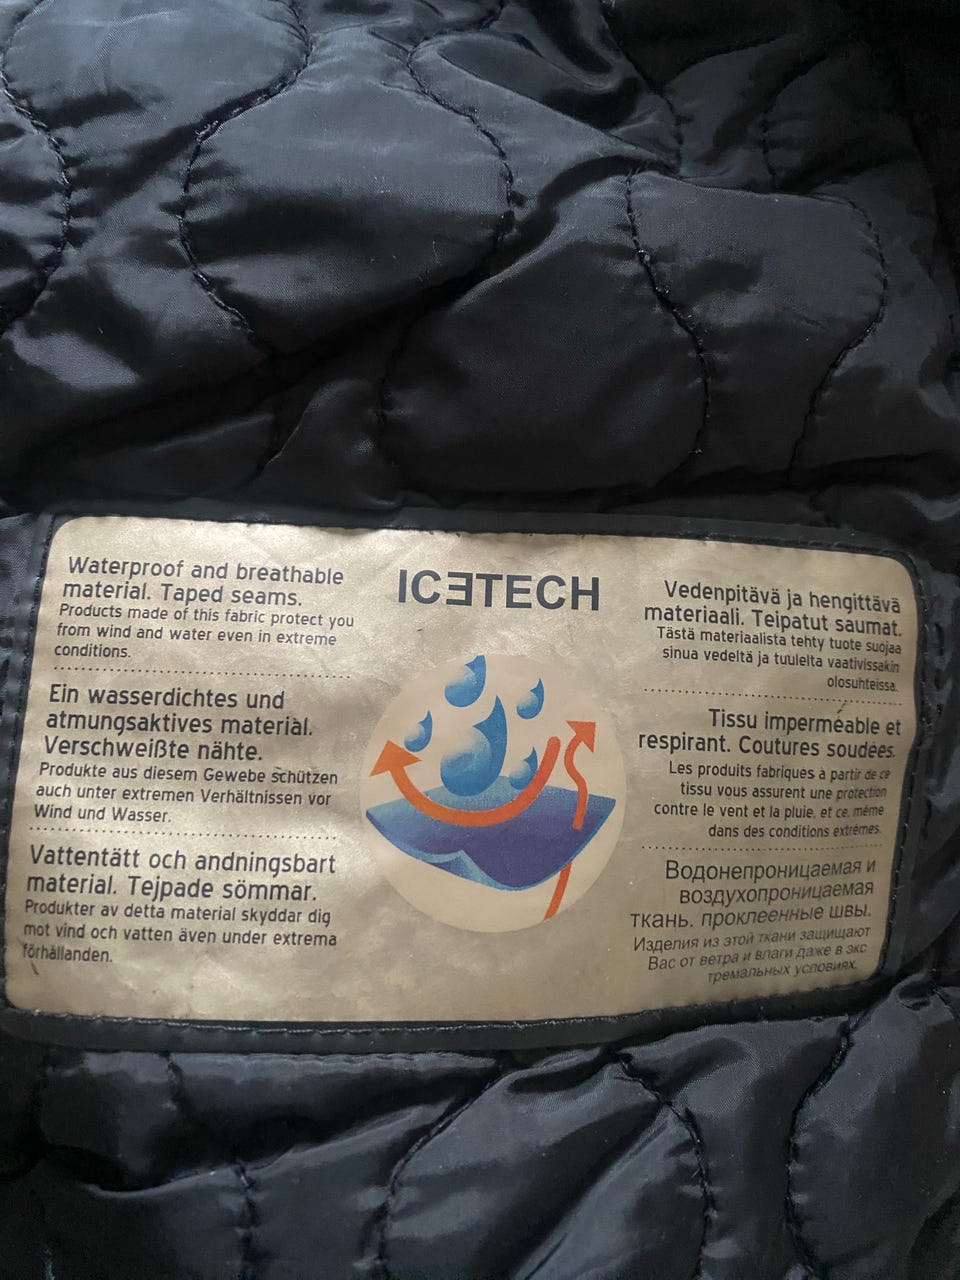 Waterproof and breathable
material. Taped seams.
Products made of this fabric protect you
from wind and water even in extreme
conditions.
Ein wasserdichtes und
atmungsaktives material.
Verschweißte nähte.
Produkte aus diesem Gewebe schützen
auch unter extremen Verhältnissen vor
Wind und Wasser.
Vattentätt och andningsbart
material. Tejpade sömmar.
Produkter av detta material skyddar dig
mot vind och vatten även under extrema
förhållanden.
ICƎTECH
Vedenpitävä ja hengittävä
materiaali. Teipatut saumat.
Tästä materiaalista tehty tuote suojaa
sinua vedeltä ja tuulelta vaativissakin
olosuhteissa.
Tissu imperméable et
respirant. Coutures soudées.
Les produits fabriqués à partir de ce
tissu vous assurent une protection
contre le vent et la pluie, et ce, même
dans des conditions extrêmes.
Водонепроницаемая и
воздухопроницаемая
ткань. проклеенные швы.
Изделия из этой ткани защищают
Вас от ветра и влаги даже в экс
тремальных условиях.